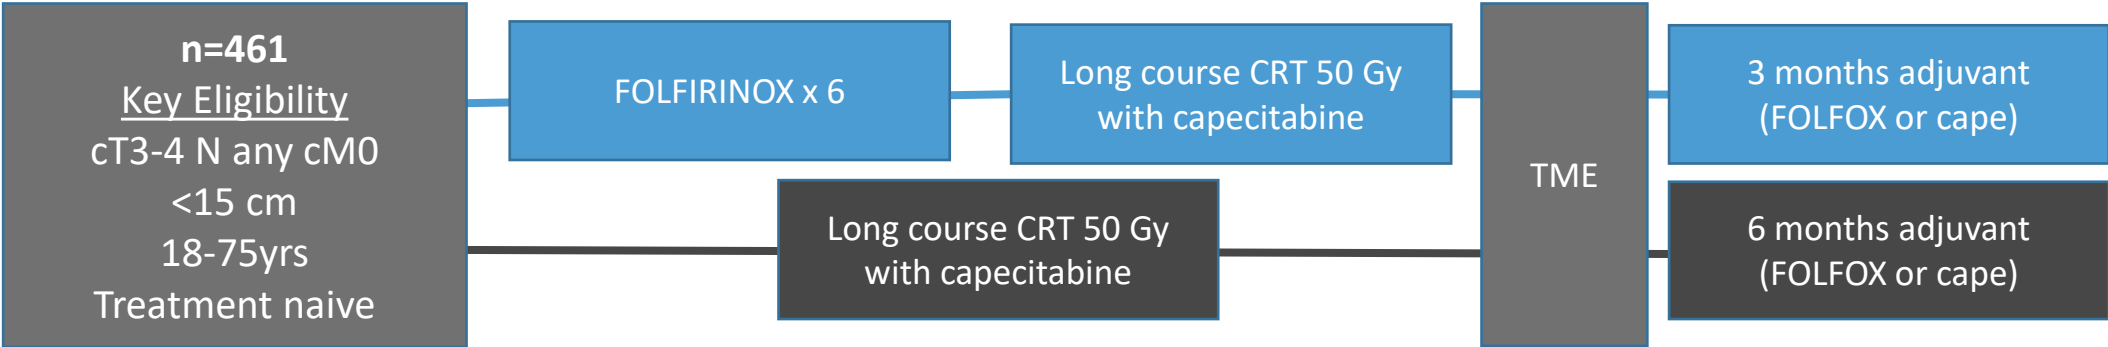 n=461
Key Eligibility
cT3-4 N any cM0
<15 cm
18-75yrs
Treatment naive
FOLFIRINOX x 6
Long course CRT 50 Gy
with capecitabine
Long course CRT 50 Gy
with capecitabine
TME
3 months adjuvant
(FOLFOX or cape)
6 months adjuvant
(FOLFOX or cape)